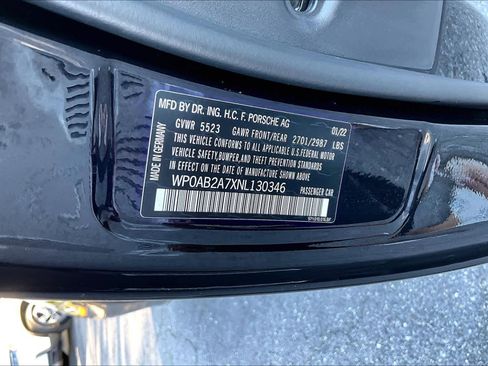 MFD BY DR. ING. H.C. F. PORSCHE AG
MADE IN GERMANY
01/22
GVWR 5523 GAWR FRONT/REAR 2701/2987 LBS
THIS VEHICLE CONFORMS TO ALL APPLICABLE
U.S.FEDERAL MOTOR
VEHICLE SAFETY,BUMPER,AND THEFT
PREVENTION STANDARDS IN EFFECT ON
THE DATE OF MANUFACTURE SHOWN ABOVE.
WP0AB2A7XNL130346
PASSENGER CAR